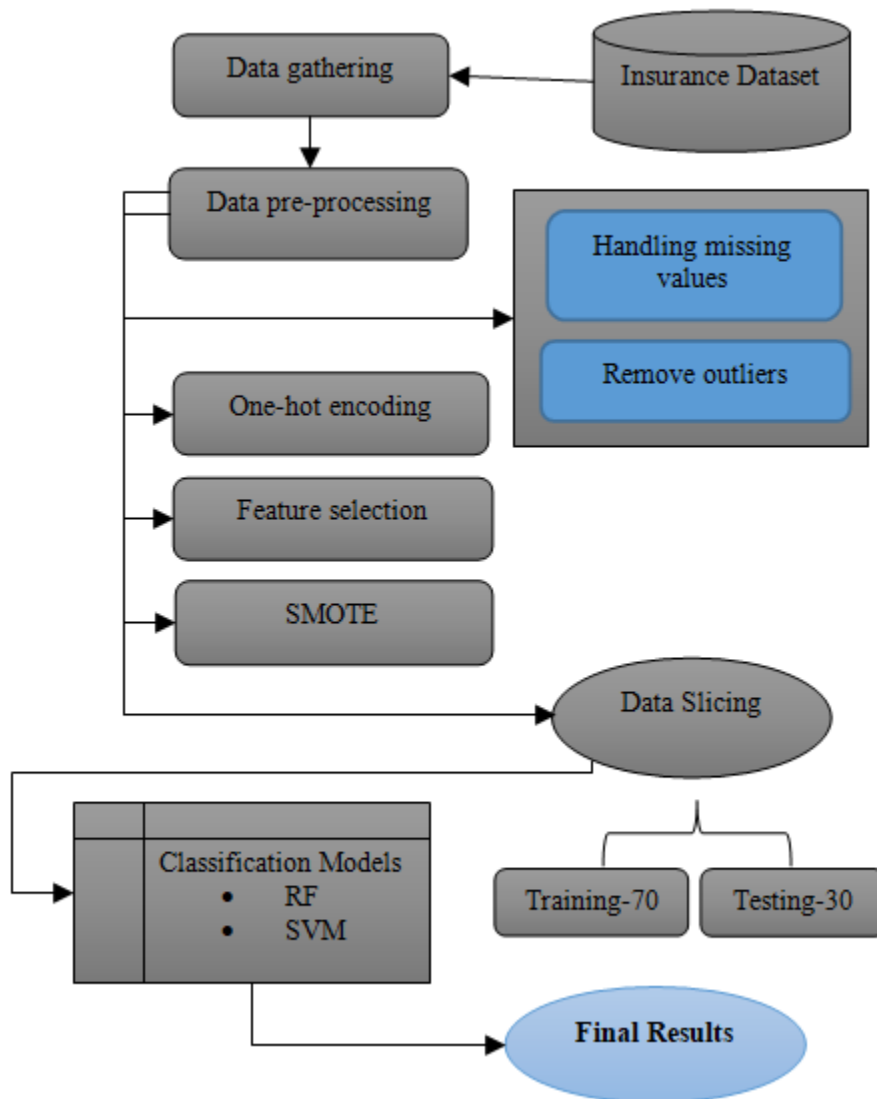 Data gathering
Insurance Dataset
Data pre-processing
Handling missing
values
Remove outliers
One-hot encoding
Feature selection
SMOTE
Data Slicing
Classification Models
• RF
• SVM
Training-70
Testing-30
Final Results